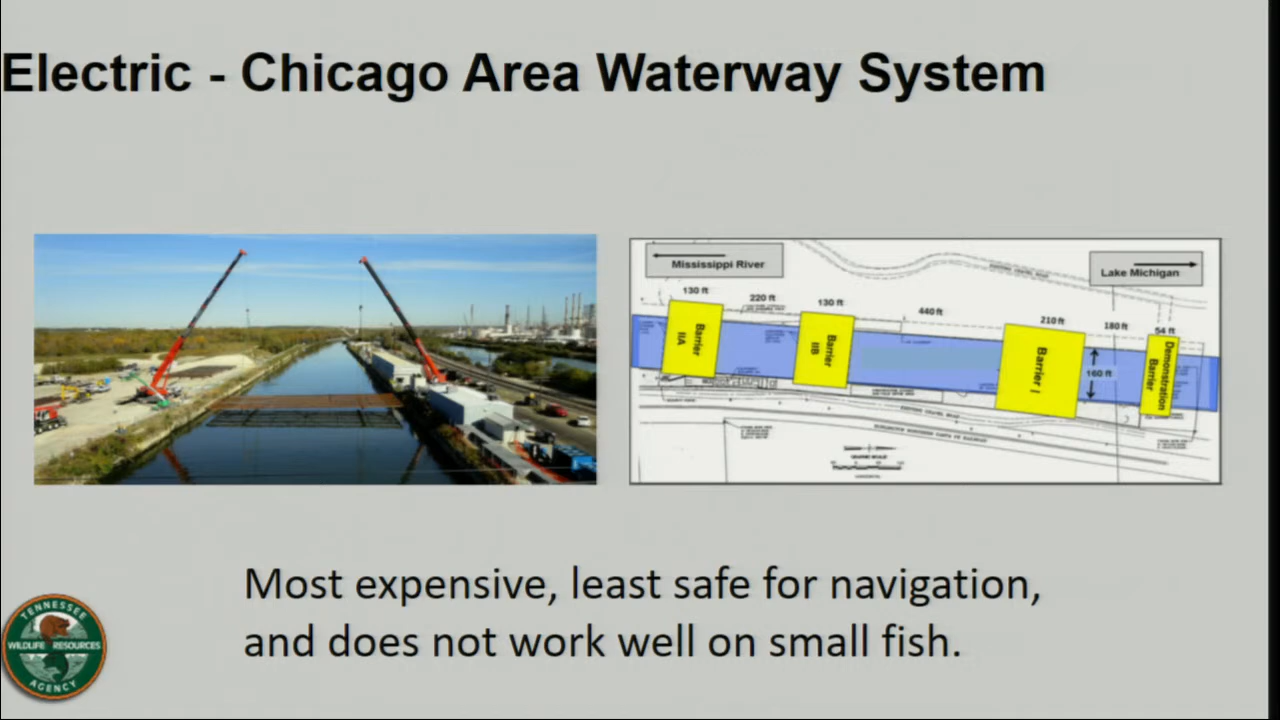 Electric - Chicago Area Waterway System
Mississippi River
Lake Michigan
130 ft
220 ft
130 ft
440 ft
210 ft
180 ft
54 ft
Barrier
IIA
Barrier
IIB
Barrier I
160 ft
Demonstration
Barrier
Most expensive, least safe for navigation,
and does not work well on small fish.
TENNESSEE
WILDLIFE RESOURCES
AGENCY